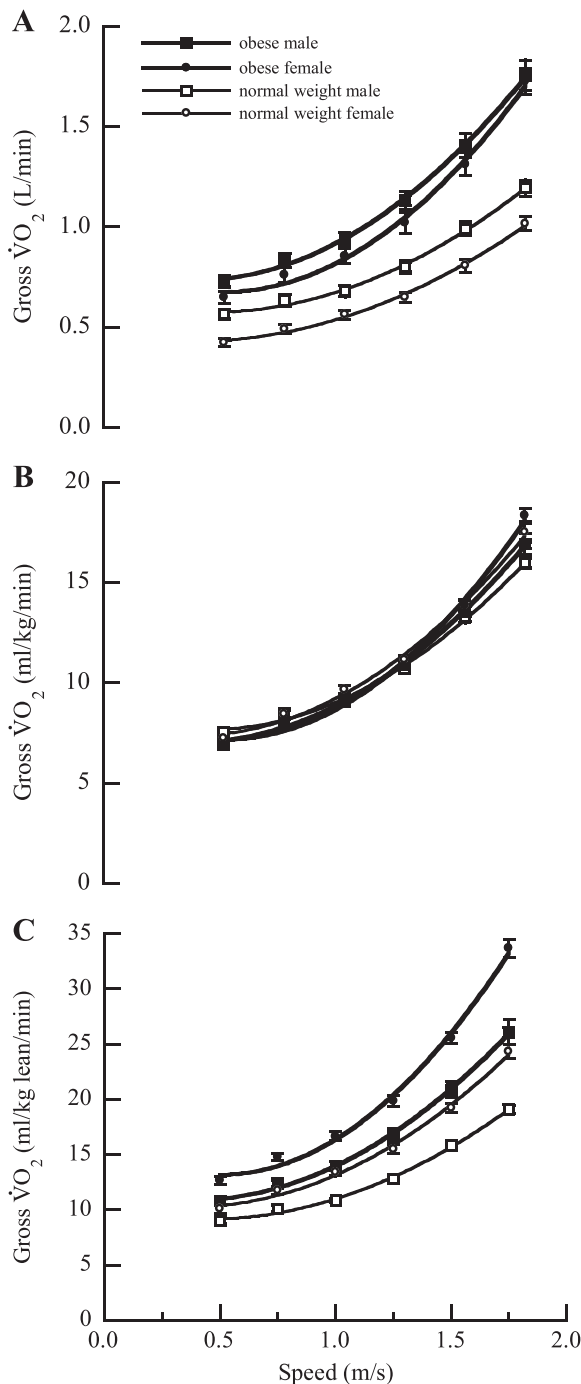 A
2.0
obese male
obese female
normal weight male
normal weight female
1.5
1.0
0.5
0.0
Gross V̇O2 (L/min)
B
20
15
10
5
0
Gross V̇O2 (ml/kg/min)
C
35
30
25
20
15
10
5
0
Gross V̇O2 (ml/kg lean/min)
0.0 0.5 1.0 1.5 2.0
Speed (m/s)